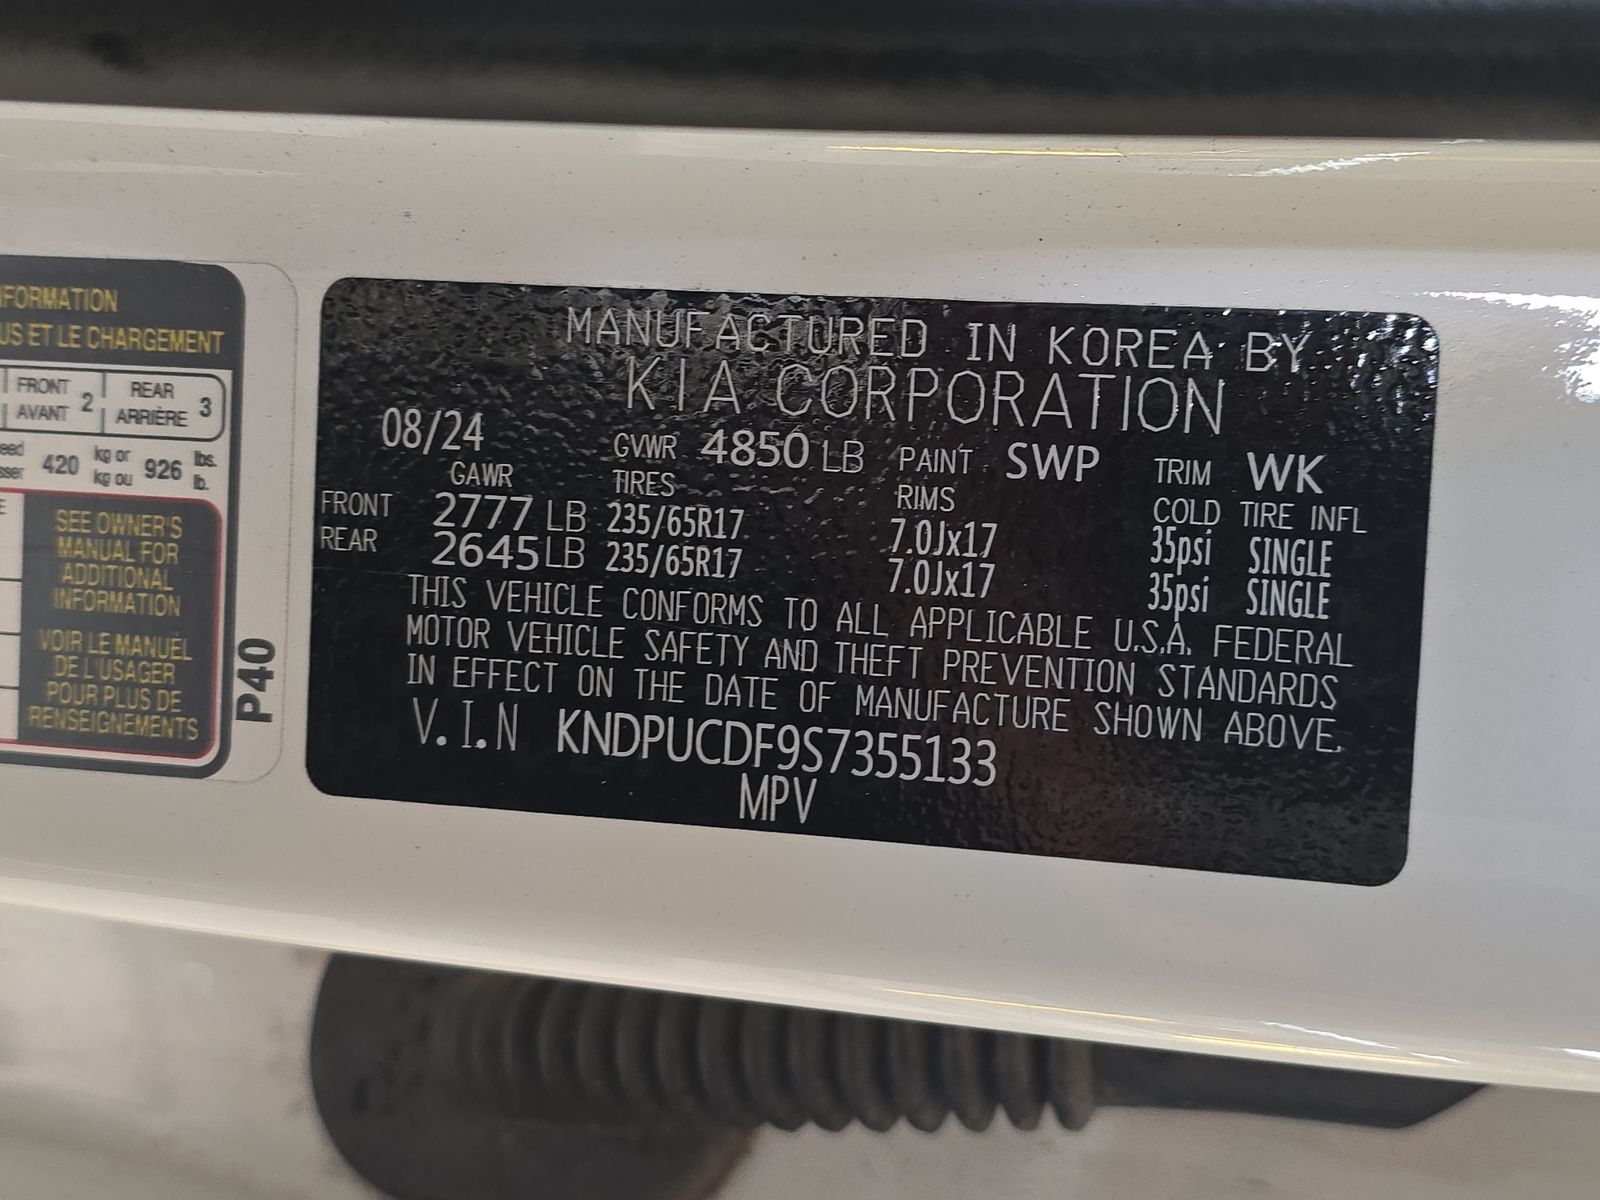 FORMATION
US ET LE CHARGEMENT
FRONT 2 REAR 3
AVANT ARRIÈRE
420 kg or 926 lbs.
kg ou lb.
SEE OWNER'S
MANUAL FOR
ADDITIONAL
INFORMATION
VOIR LE MANUEL
DE L'USAGER
POUR PLUS DE
RENSEIGNEMENTS
P40
MANUFACTURED IN KOREA BY
KIA CORPORATION
08/24 GVWR 4850 LB PAINT SWP TRIM WK
GAWR TIRES RIMS COLD TIRE INFL
FRONT 2777 LB 235/65R17 7.0Jx17 35psi SINGLE
REAR 2645 LB 235/65R17 7.0Jx17 35psi SINGLE
THIS VEHICLE CONFORMS TO ALL APPLICABLE U.S.A. FEDERAL
MOTOR VEHICLE SAFETY AND THEFT PREVENTION STANDARDS
IN EFFECT ON THE DATE OF MANUFACTURE SHOWN ABOVE.
V.I.N KNDPUCDF9S7355133
MPV